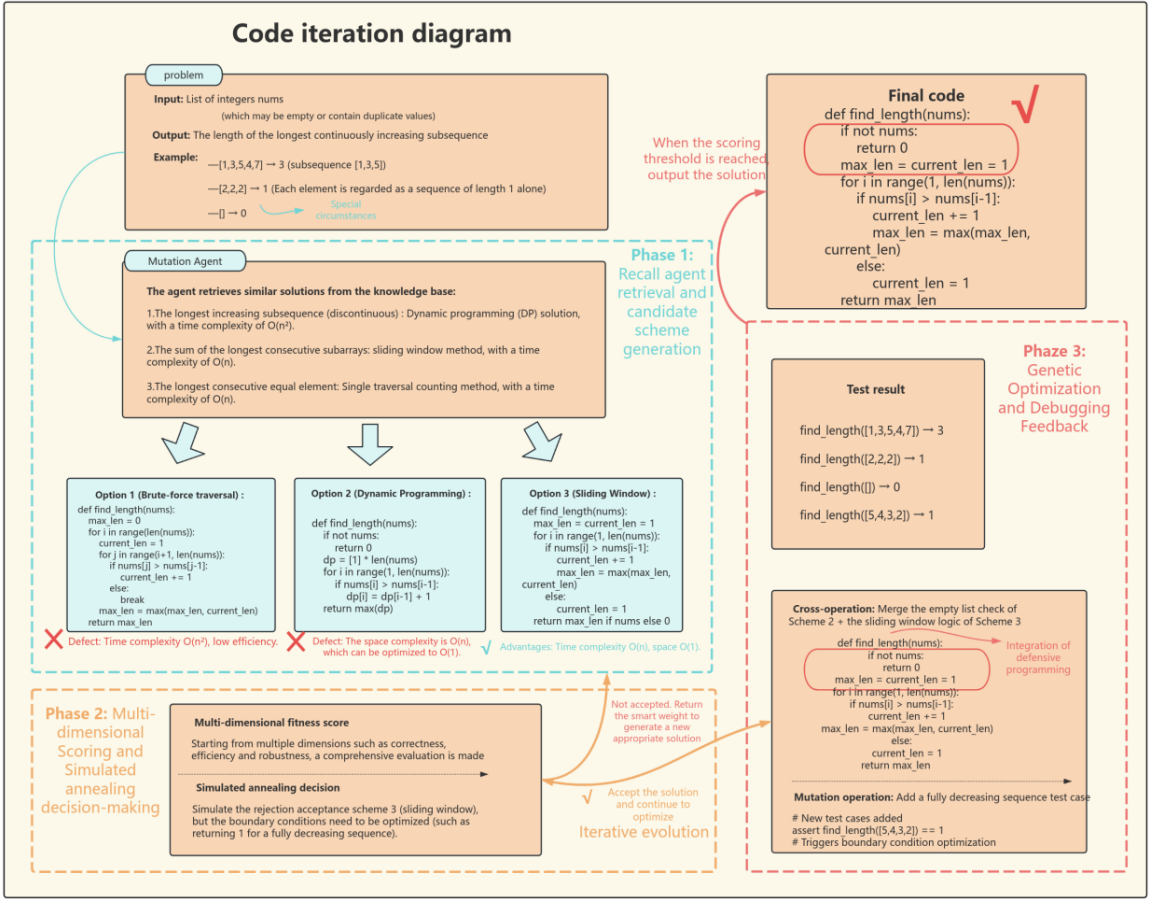 Code iteration diagram
problem
Input: List of integers nums
(which may be empty or contain duplicate values)
Output: The length of the longest continuously increasing subsequence
Example:
—[1,3,5,4,7] → 3 (subsequence [1,3,5])
—[2,2,2] → 1 (Each element is regarded as a sequence of length 1 alone)
—[] → 0
Special
circumstances
Phase 1:
Recall agent
retrieval and
candidate
scheme
generation
Mutation Agent
The agent retrieves similar solutions from the knowledge base:
1.The longest increasing subsequence (discontinuous) : Dynamic programming (DP) solution,
with a time complexity of O(n²).
2.The sum of the longest consecutive subarrays: sliding window method, with a time
complexity of O(n).
3.The longest consecutive equal element: Single traversal counting method, with a time
complexity of O(n).
Option 1 (Brute-force traversal) :
def find_length(nums):
max_len = 0
for i in range(len(nums)):
current_len = 1
for j in range(i+1, len(nums)):
if nums[j] > nums[j-1]:
current_len += 1
else:
break
max_len = max(max_len, current_len)
return max_len
Defect: Time complexity O(n²), low efficiency.
Option 2 (Dynamic Programming) :
def find_length(nums):
if not nums:
return 0
dp = [1] * len(nums)
for i in range(1, len(nums)):
if nums[i] > nums[i-1]:
dp[i] = dp[i-1] + 1
return max(dp)
Defect: The space complexity is O(n),
which can be optimized to O(1).
Option 3 (Sliding Window) :
def find_length(nums):
max_len = current_len = 1
for i in range(1, len(nums)):
if nums[i] > nums[i-1]:
current_len += 1
max_len = max(max_len,
current_len)
else:
current_len = 1
return max_len if nums else 0
√ Advantages: Time complexity O(n), space O(1).
Phase 2: Multi-
dimensional
Scoring and
Simulated
annealing
decision-making
Multi-dimensional fitness score
Starting from multiple dimensions such as correctness,
efficiency and robustness, a comprehensive evaluation is made
Simulated annealing decision
Simulate the rejection acceptance scheme 3 (sliding window),
but the boundary conditions need to be optimized (such as
returning 1 for a fully decreasing sequence).
Not accepted. Return
the smart weight to
generate a new
appropriate solution
√ Accept the solution
and continue to
optimize
Iterative evolution
When the scoring
threshold is reached,
output the solution
Final code
√
def find_length(nums):
if not nums:
return 0
max_len = current_len = 1
for i in range(1, len(nums)):
if nums[i] > nums[i-1]:
current_len += 1
max_len = max(max_len,
current_len)
else:
current_len = 1
return max_len
Phaze 3:
Genetic
Optimization
and Debugging
Feedback
Test result
find_length([1,3,5,4,7]) → 3
find_length([2,2,2]) → 1
find_length([]) → 0
find_length([5,4,3,2]) → 1
Cross-operation: Merge the empty list check of
Scheme 2 + the sliding window logic of Scheme 3
def find_length(nums):
if not nums:
return 0
max_len = current_len = 1
for i in range(1, len(nums)):
if nums[i] > nums[i-1]:
current_len += 1
max_len = max(max_len, current_len)
else:
current_len = 1
return max_len
Integration of
defensive
programming
Mutation operation: Add a fully decreasing sequence test case
# New test cases added
assert find_length([5,4,3,2]) == 1
# Triggers boundary condition optimization